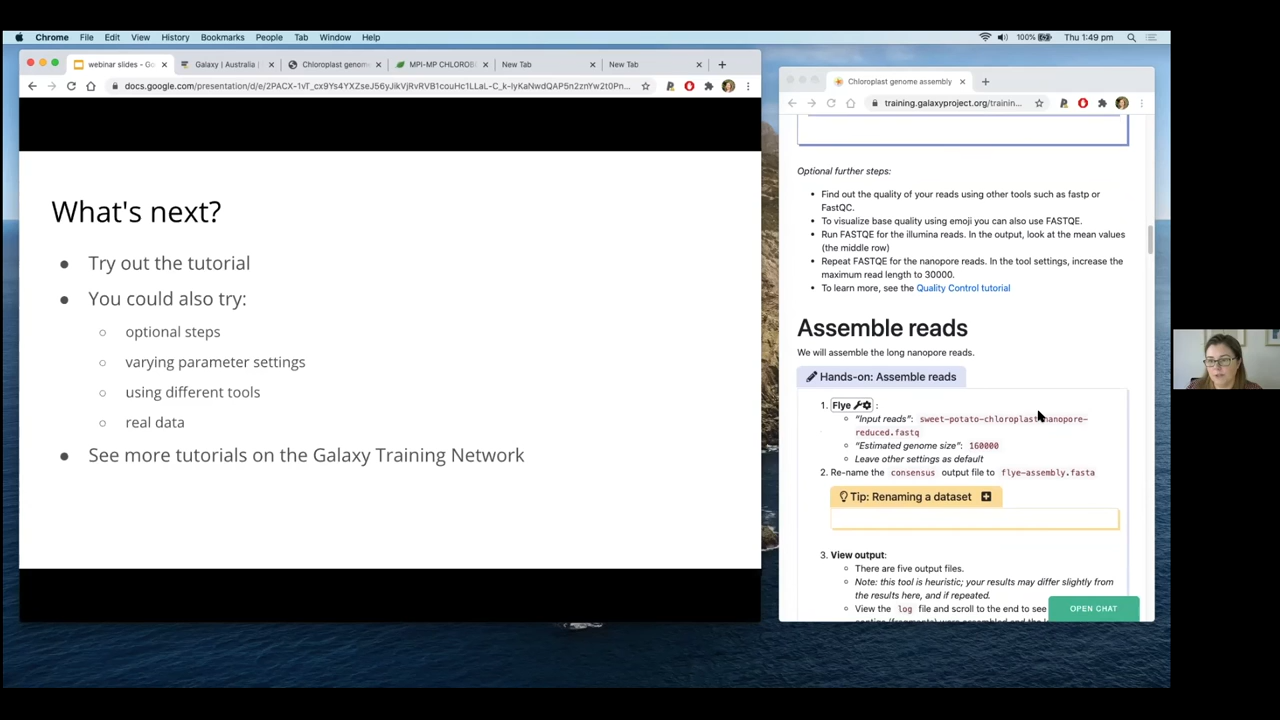 Chrome File Edit View History Bookmarks People Tab Window Help 100% Thu 1:49 pm
webinar slides - Go Galaxy | Australia Chloroplast genome MPI-MP CHLOROB New Tab New Tab
docs.google.com/presentation/d/e/
What's next?
Try out the tutorial
You could also try:
optional steps
varying parameter settings
using different tools
real data
See more tutorials on the Galaxy Training Network
Chloroplast genome assembly
training.galaxyproject.org/trainin...
Optional further steps:
Find out the quality of your reads using other tools such as fastp or
FastQC.
To visualize base quality using emoji you can also use FASTQE.
Run FASTQE for the illumina reads. In the output, look at the mean values
(the middle row)
Repeat FASTQE for the nanopore reads. In the tool settings, increase the
maximum read length to 30000.
To learn more, see the Quality Control tutorial
Assemble reads
We will assemble the long nanopore reads.
Hands-on: Assemble reads
1. Flye :
"Input reads": sweet-potato-chloroplast-nanopore-
reduced.fastq
"Estimated genome size": 160000
Leave other settings as default
2. Re-name the consensus output file to flye-assembly.fasta
Tip: Renaming a dataset
3. View output:
There are five output files.
Note: this tool is heuristic; your results may differ slightly from
the results here, and if repeated.
View the log file and scroll to the end to see
OPEN CHAT